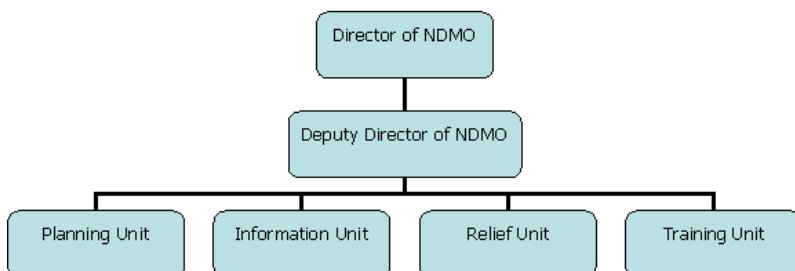 Director of NDMO
Deputy Director of NDMO
Planning Unit
Information Unit
Relief Unit
Training Unit